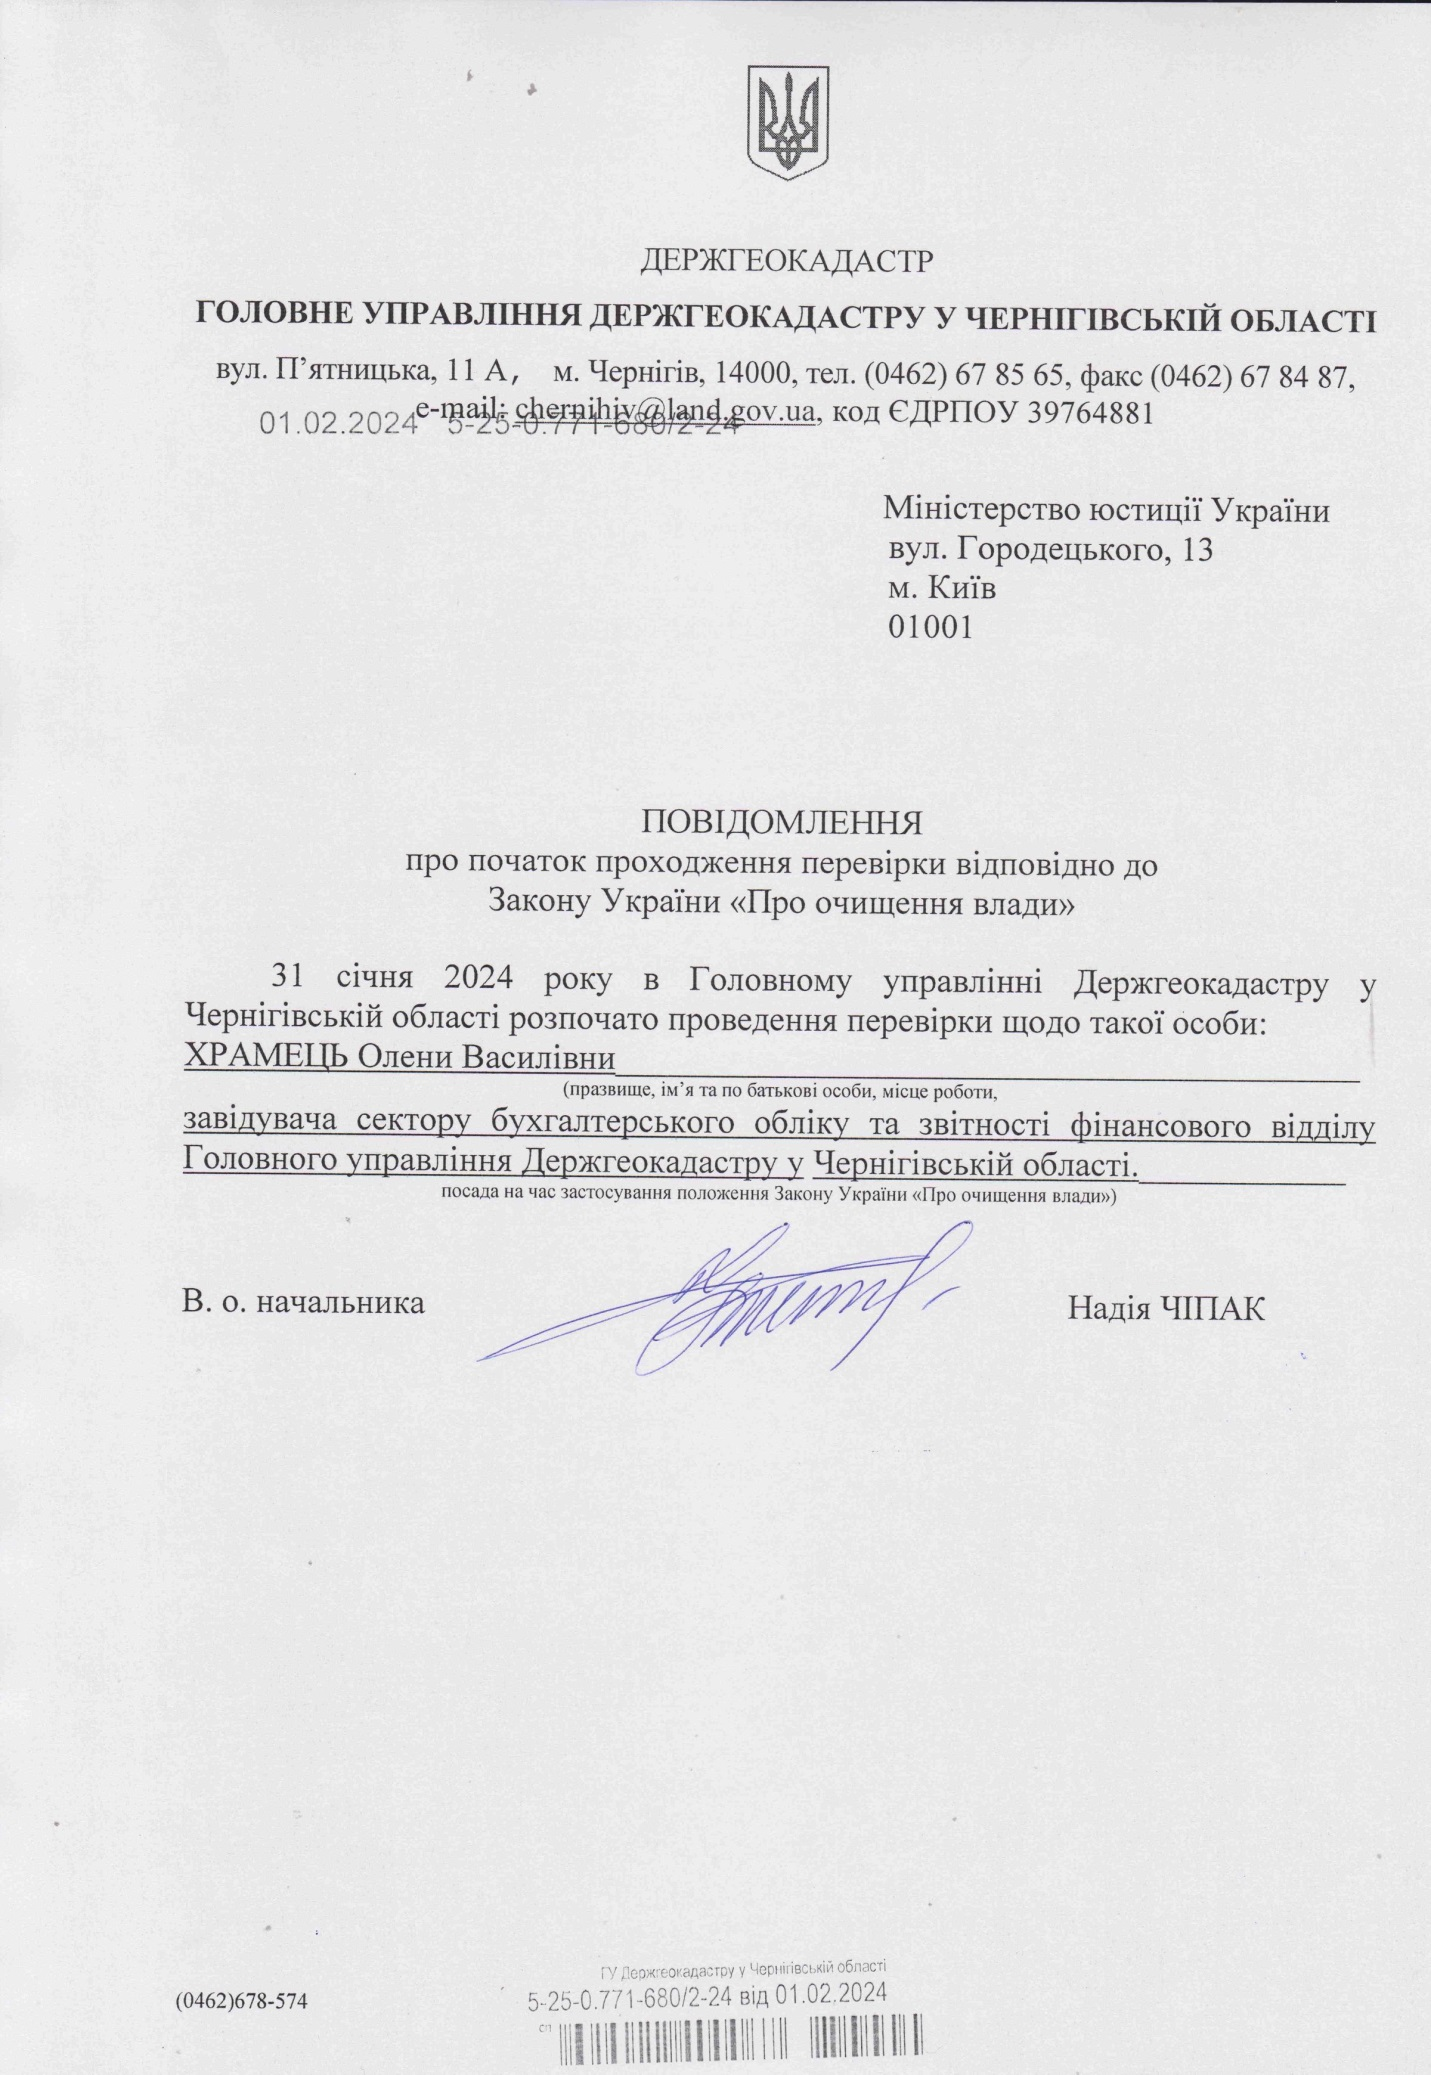 ДЕРЖГЕОКАДАСТР
ГОЛОВНЕ УПРАВЛІННЯ ДЕРЖГЕОКАДАСТРУ У ЧЕРНІГІВСЬКІЙ ОБЛАСТІ
вул. П’ятницька, 11 А, м. Чернігів, 14000, тел. (0462) 67 85 65, факс (0462) 67 84 87,
e-mail: chernihiv@land.gov.ua, код ЄДРПОУ 39764881
01.02.2024 5-25-0.771-680/2-24
Міністерство юстиції України
вул. Городецького, 13
м. Київ
01001
ПОВІДОМЛЕННЯ
про початок проходження перевірки відповідно до
Закону України «Про очищення влади»
31 січня 2024 року в Головному управлінні Держгеокадастру у
Чернігівській області розпочато проведення перевірки щодо такої особи:
ХРАМЕЦЬ Олени Василівни
(празвище, ім’я та по батькові особи, місце роботи,
завідувача сектору бухгалтерського обліку та звітності фінансового відділу
Головного управління Держгеокадастру у Чернігівській області.
посада на час застосування положення Закону України «Про очищення влади»)
В. о. начальника Надія ЧІПАК
ГУ Держгеокадастру у Чернігівській області
(0462)678-574 5-25-0.771-680/2-24 від 01.02.2024
сп